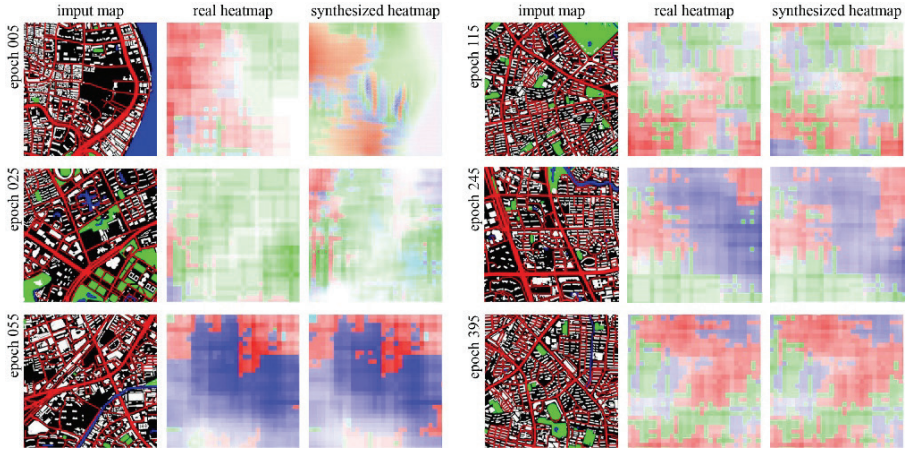 imput map real heatmap synthesized heatmap imput map real heatmap synthesized heatmap
epoch 005
epoch 115
epoch 025
epoch 245
epoch 055
epoch 395